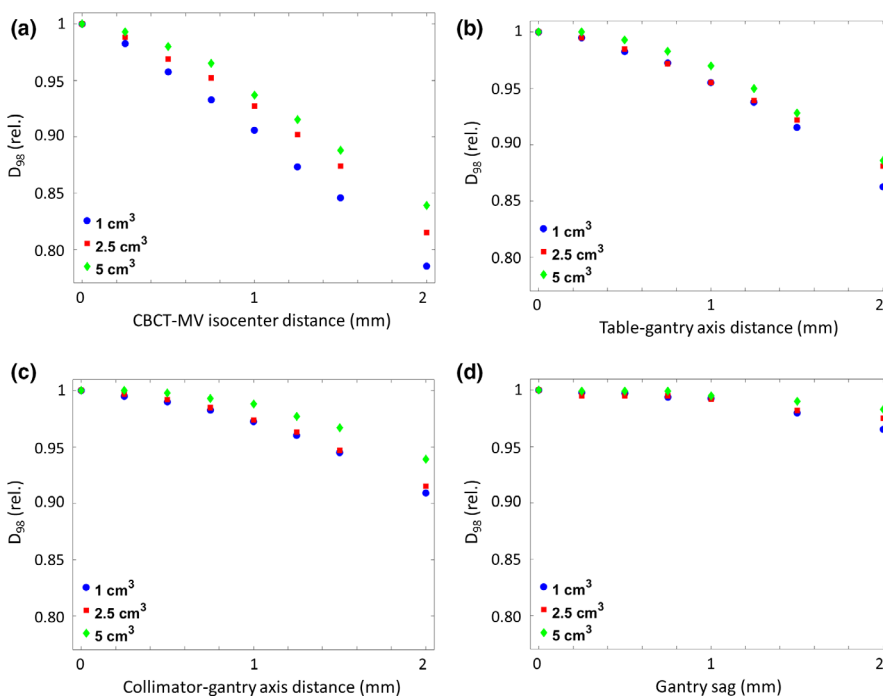 (a)
1
0.95
0.90
0.85
0.80
D98 (rel.)
1 cm³
2.5 cm³
5 cm³
0
1
2
CBCT-MV isocenter distance (mm)
(b)
1
0.95
0.90
0.85
0.80
D98 (rel.)
1 cm³
2.5 cm³
5 cm³
0
1
2
Table-gantry axis distance (mm)
(c)
1
0.95
0.90
0.85
0.80
D98 (rel.)
1 cm³
2.5 cm³
5 cm³
0
1
2
Collimator-gantry axis distance (mm)
(d)
1
0.95
0.90
0.85
0.80
D98 (rel.)
1 cm³
2.5 cm³
5 cm³
0
1
2
Gantry sag (mm)